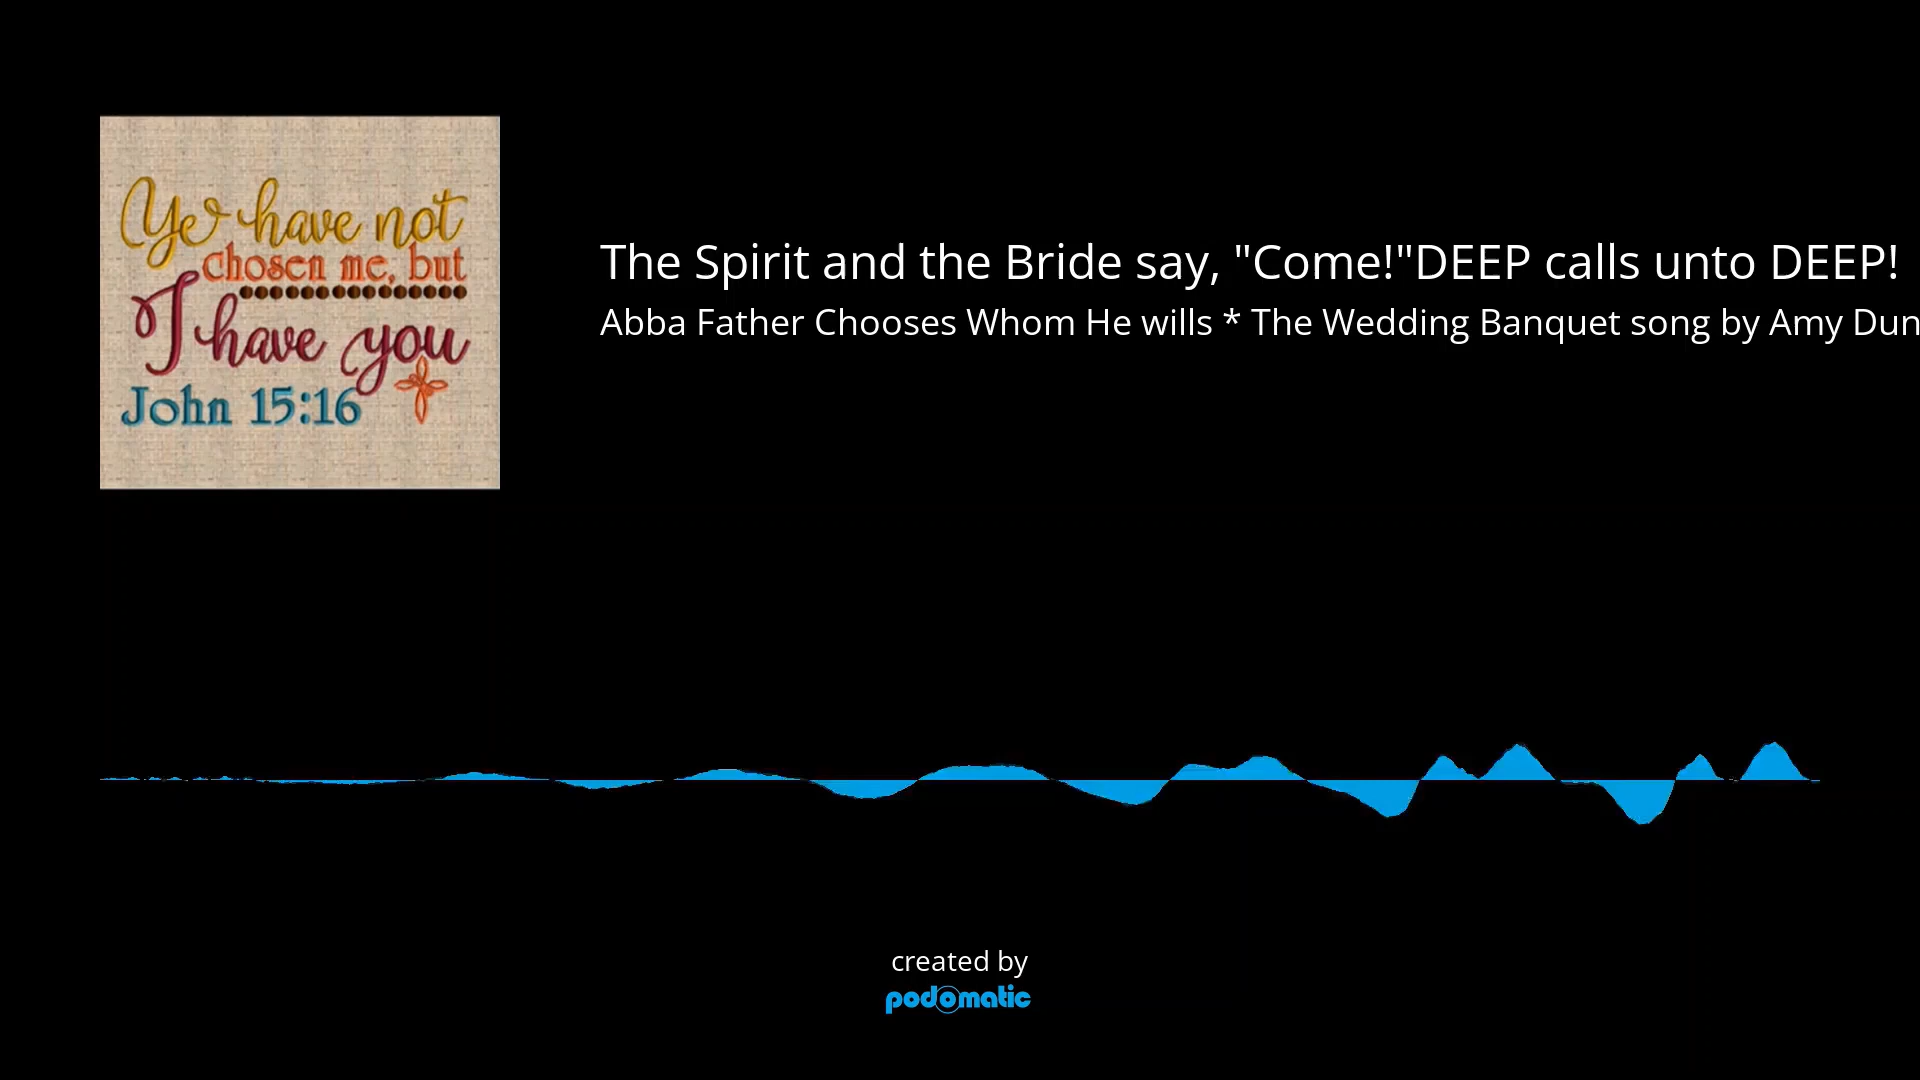 Ye have not
chosen me, but
I have you
John 15:16
The Spirit and the Bride say, "Come!"DEEP calls unto DEEP!
Abba Father Chooses Whom He wills * The Wedding Banquet song by Amy Dun
created by
podomatic